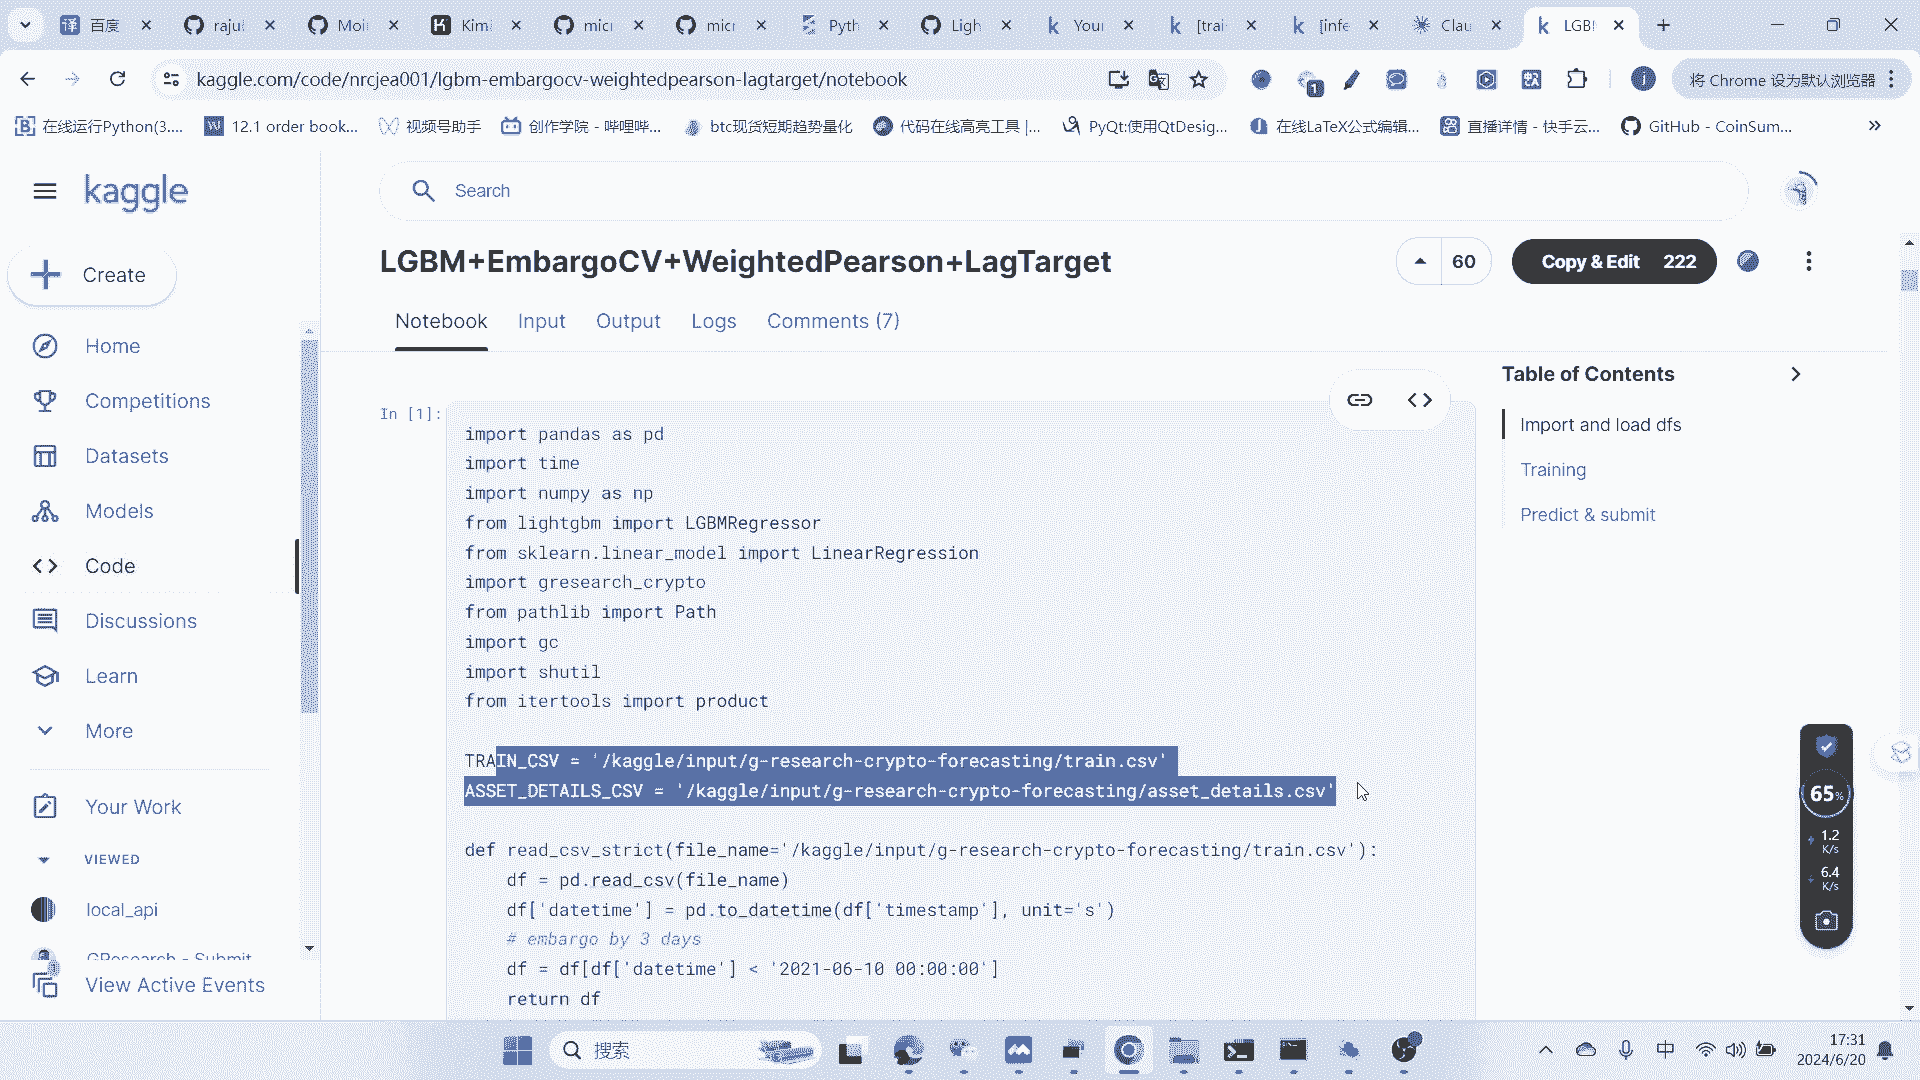 译 百度
raju
Moi
K Kimi
micr
micr
Pyth
Ligh
k Your
k [trai
k [infe
Clau
k LGB
kaggle.com/code/nrcjea001/lgbm-embargocv-weightedpearson-lagtarget/notebook
1
j
将 Chrome 设为默认浏览器
在线运行Python(3....
12.1 order book...
视频号助手
创作学院 - 哔哩哔...
btc现货短期趋势量化
代码在线高亮工具 |...
PyQt:使用QtDesig...
在线LaTeX公式编辑...
直播详情 - 快手云...
GitHub - CoinSum...
kaggle
Search
Create
LGBM+EmbargoCV+WeightedPearson+LagTarget
60
Copy & Edit 222
Notebook
Input
Output
Logs
Comments (7)
Home
Competitions
Datasets
Models
Code
Discussions
Learn
More
Your Work
VIEWED
local_api
GResearch - Submit
View Active Events
In [1]:
import pandas as pd
import time
import numpy as np
from lightgbm import LGBMRegressor
from sklearn.linear_model import LinearRegression
import gresearch_crypto
from pathlib import Path
import gc
import shutil
from itertools import product
TRAIN_CSV = '/kaggle/input/g-research-crypto-forecasting/train.csv'
ASSET_DETAILS_CSV = '/kaggle/input/g-research-crypto-forecasting/asset_details.csv'
def read_csv_strict(file_name='/kaggle/input/g-research-crypto-forecasting/train.csv'):
df = pd.read_csv(file_name)
df['datetime'] = pd.to_datetime(df['timestamp'], unit='s')
# embargo by 3 days
df = df[df['datetime'] < '2021-06-10 00:00:00']
return df
Table of Contents
Import and load dfs
Training
Predict & submit
65%
1.2
K/s
6.4
K/s
搜索
中
17:31
2024/6/20